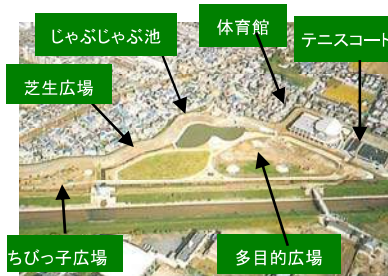 じゃぶじゃぶ池
体育館
テニスコート
芝生広場
ちびっ子広場
多目的広場